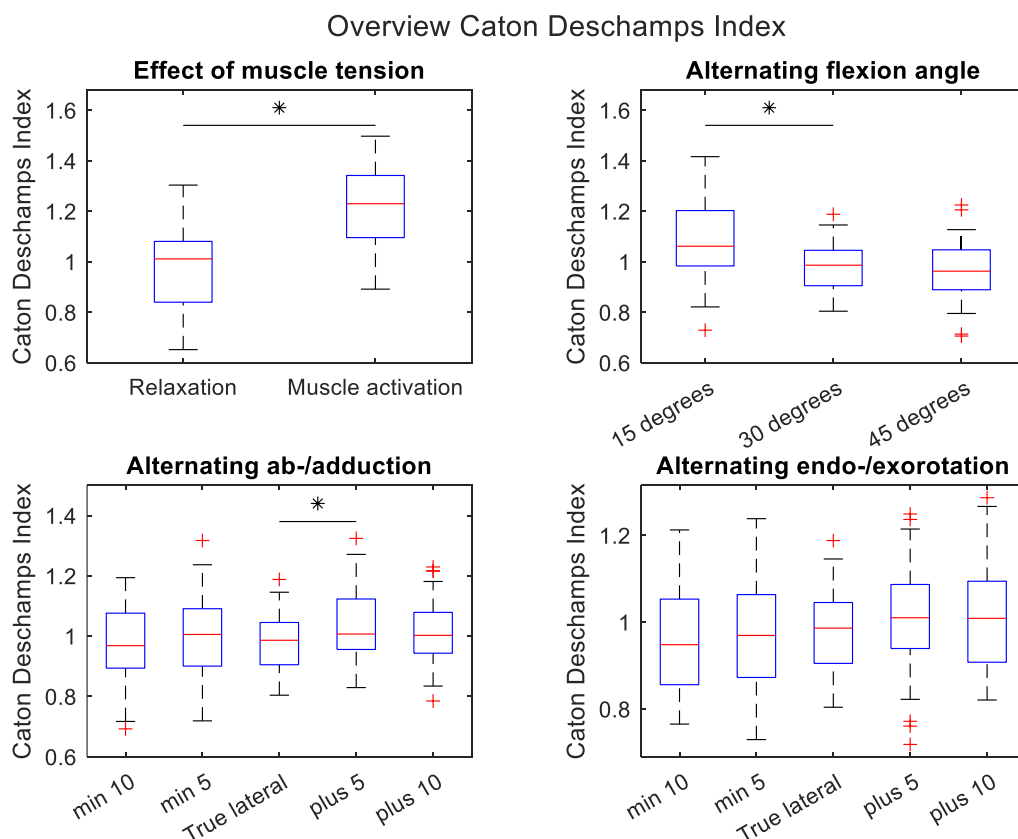 Overview Caton Deschamps Index
Effect of muscle tension
Caton Deschamps Index
1.6
1.4
1.2
1
0.8
0.6
*
Relaxation
Muscle activation
Alternating flexion angle
Caton Deschamps Index
1.6
1.4
1.2
1
0.8
0.6
*
15 degrees
30 degrees
45 degrees
Alternating ab-/adduction
Caton Deschamps Index
1.4
1.2
1
0.8
0.6
*
min 10
min 5
True lateral
plus 5
plus 10
Alternating endo-/exorotation
Caton Deschamps Index
1.2
1
0.8
min 10
min 5
True lateral
plus 5
plus 10